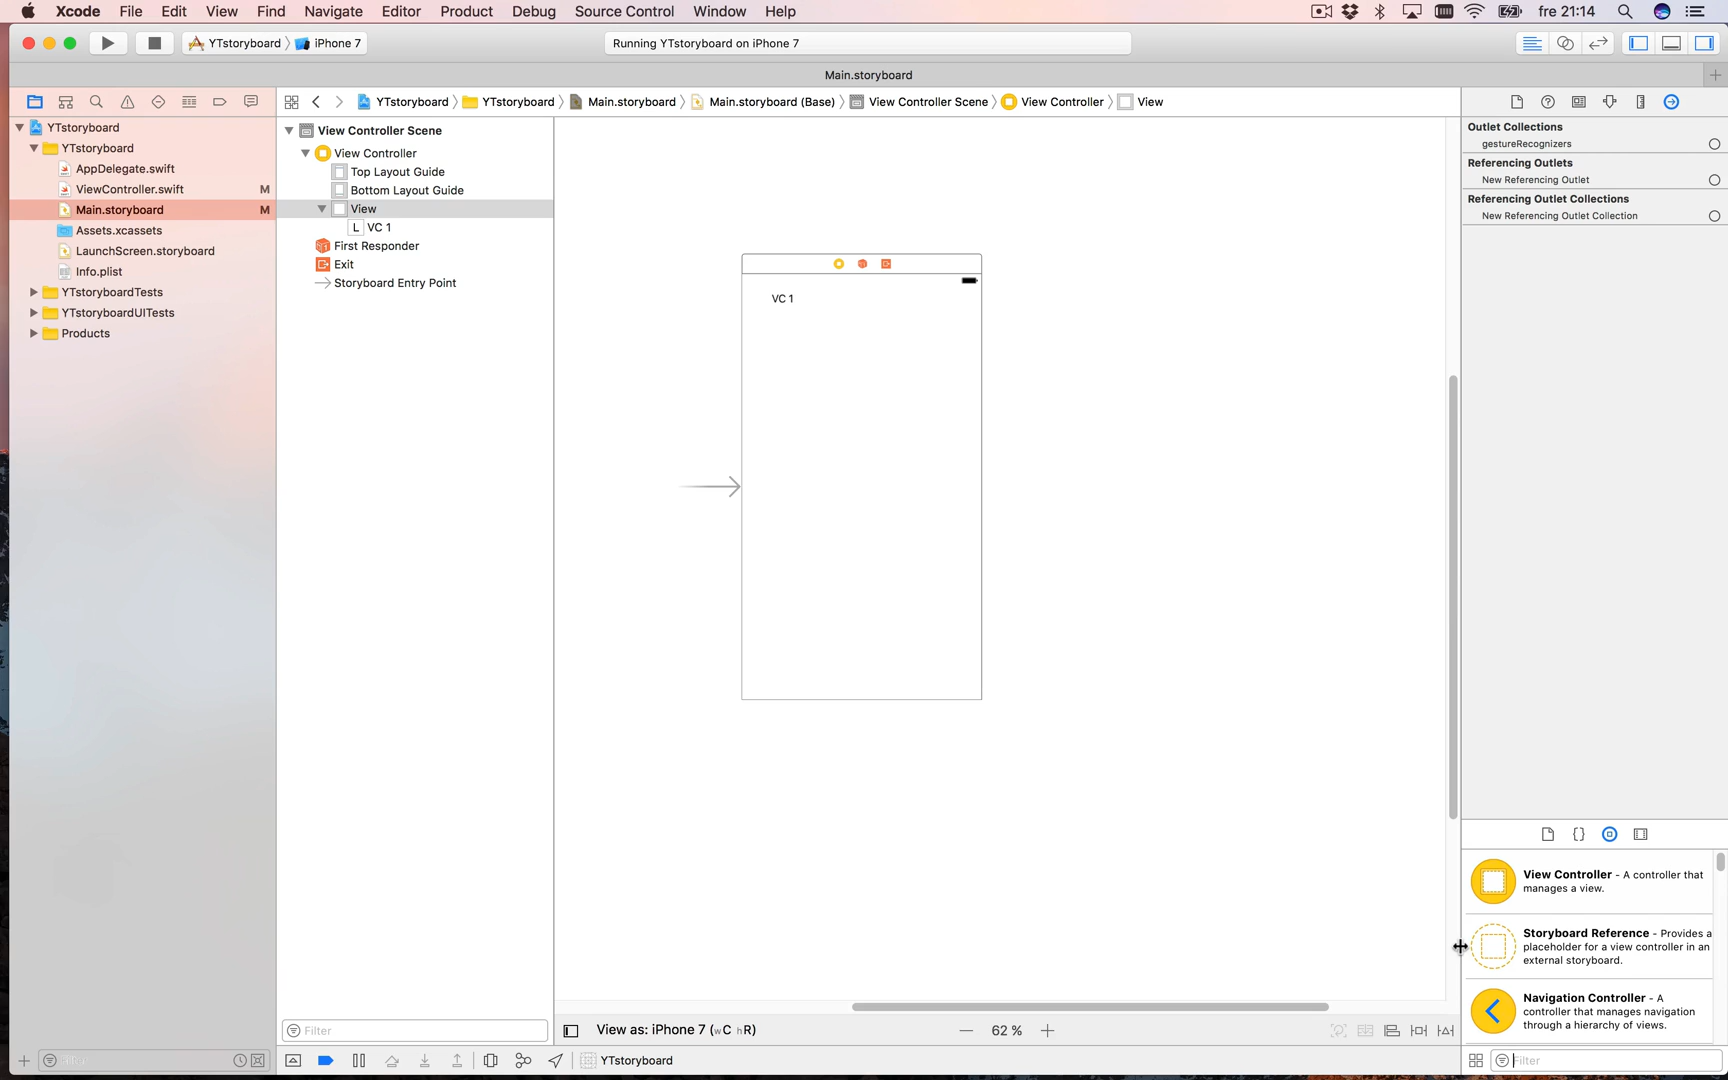 Xcode File Edit View Find Navigate Editor Product Debug Source Control Window Help fre 21:14
YTstoryboard iPhone 7 Running YTstoryboard on iPhone 7
Main.storyboard
YTstoryboard YTstoryboard Main.storyboard Main.storyboard (Base) View Controller Scene View Controller View
YTstoryboard
YTstoryboard
AppDelegate.swift
ViewController.swift M
Main.storyboard M
Assets.xcassets
LaunchScreen.storyboard
Info.plist
YTstoryboardTests
YTstoryboardUITests
Products
View Controller Scene
View Controller
Top Layout Guide
Bottom Layout Guide
View
L VC 1
First Responder
Exit
Storyboard Entry Point
VC 1
Outlet Collections
gestureRecognizers
Referencing Outlets
New Referencing Outlet
Referencing Outlet Collections
New Referencing Outlet Collection
View Controller - A controller that
manages a view.
Storyboard Reference - Provides a
placeholder for a view controller in an
external storyboard.
Navigation Controller - A
controller that manages navigation
through a hierarchy of views.
Filter
View as: iPhone 7 (wC hR) 62 %
Filter
YTstoryboard
Filter